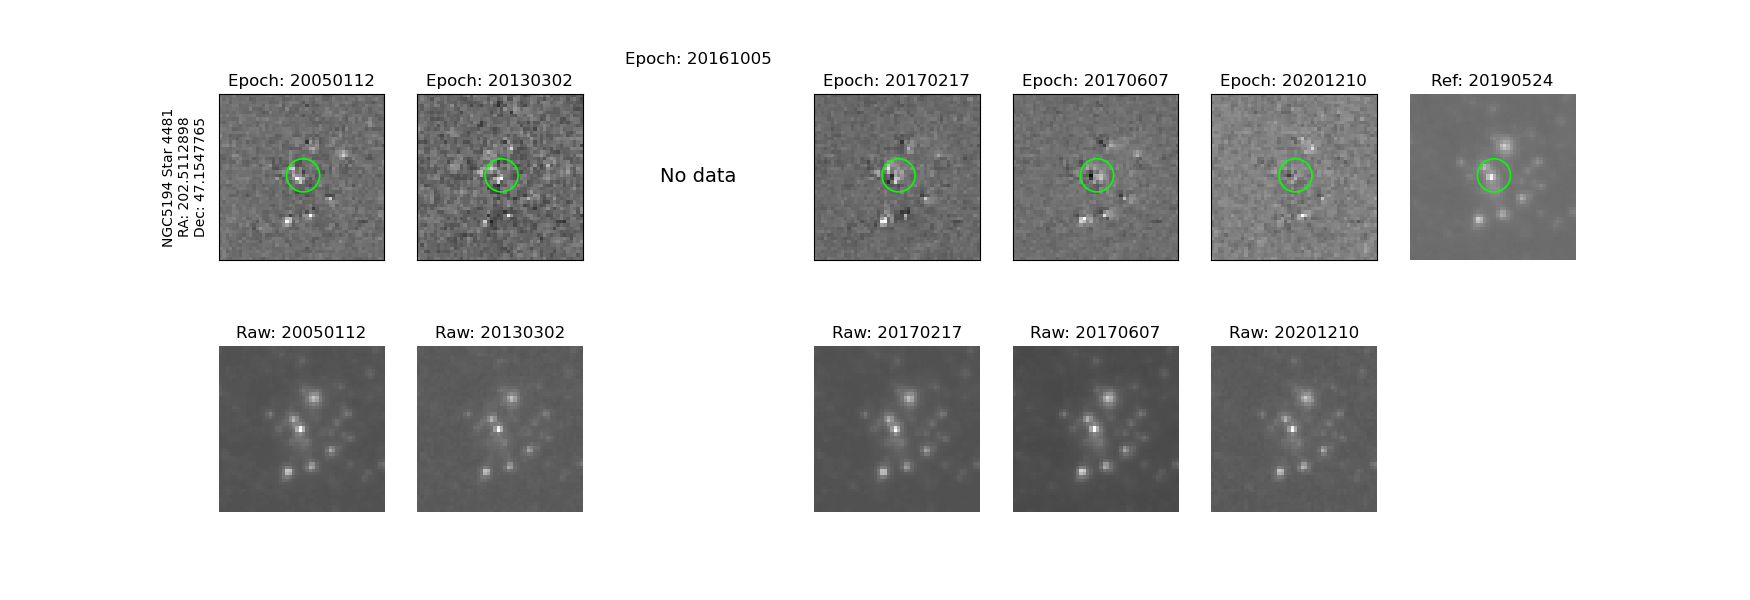 Epoch: 20161005
Epoch: 20050112
Epoch: 20130302
Epoch: 20170217
Epoch: 20170607
Epoch: 20201210
Ref: 20190524
NGC5194 Star 4481
RA: 202.5112898
Dec: 47.1547765
No data
Raw: 20050112
Raw: 20130302
Raw: 20170217
Raw: 20170607
Raw: 20201210